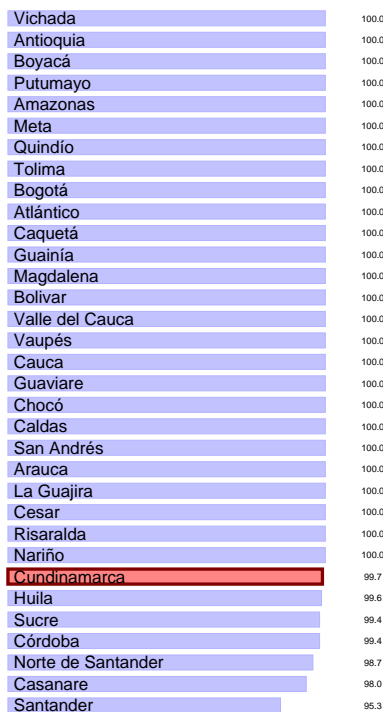 Vichada 100.0
Antioquia 100.0
Boyacá 100.0
Putumayo 100.0
Amazonas 100.0
Meta 100.0
Quindío 100.0
Tolima 100.0
Bogotá 100.0
Atlántico 100.0
Caquetá 100.0
Guainía 100.0
Magdalena 100.0
Bolivar 100.0
Valle del Cauca 100.0
Vaupés 100.0
Cauca 100.0
Guaviare 100.0
Chocó 100.0
Caldas 100.0
San Andrés 100.0
Arauca 100.0
La Guajira 100.0
Cesar 100.0
Risaralda 100.0
Nariño 100.0
Cundinamarca 99.7
Huila 99.6
Sucre 99.4
Córdoba 99.4
Norte de Santander 98.7
Casanare 98.0
Santander 95.3